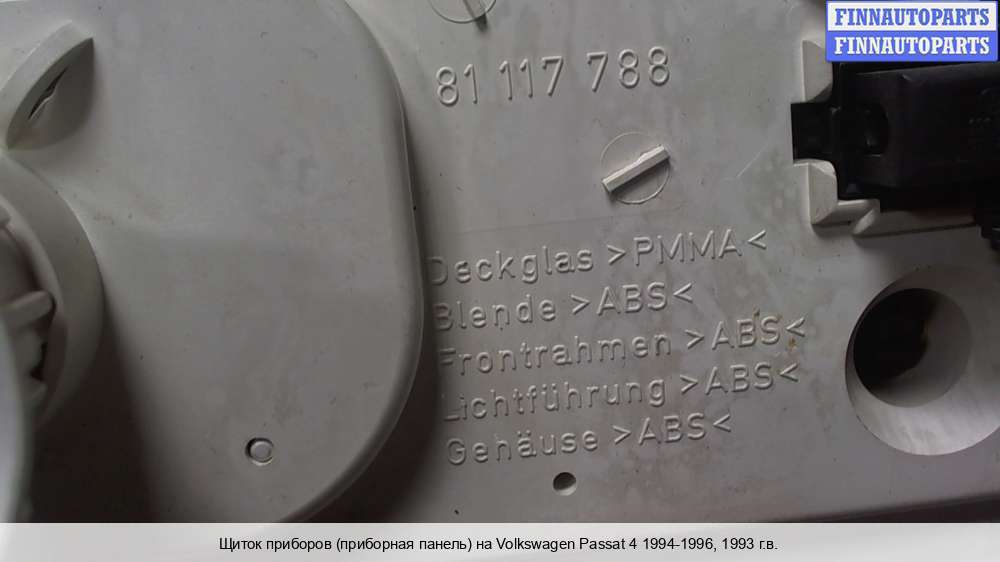 FINNAUTOPARTS
FINNAUTOPARTS
81 117 788
Deckglas >PMMA<
Blende >ABS<
Frontrahmen >ABS<
Lichtführung >ABS<
Gehäuse >ABS<
Щиток приборов (приборная панель) на Volkswagen Passat 4 1994-1996, 1993 г.в.